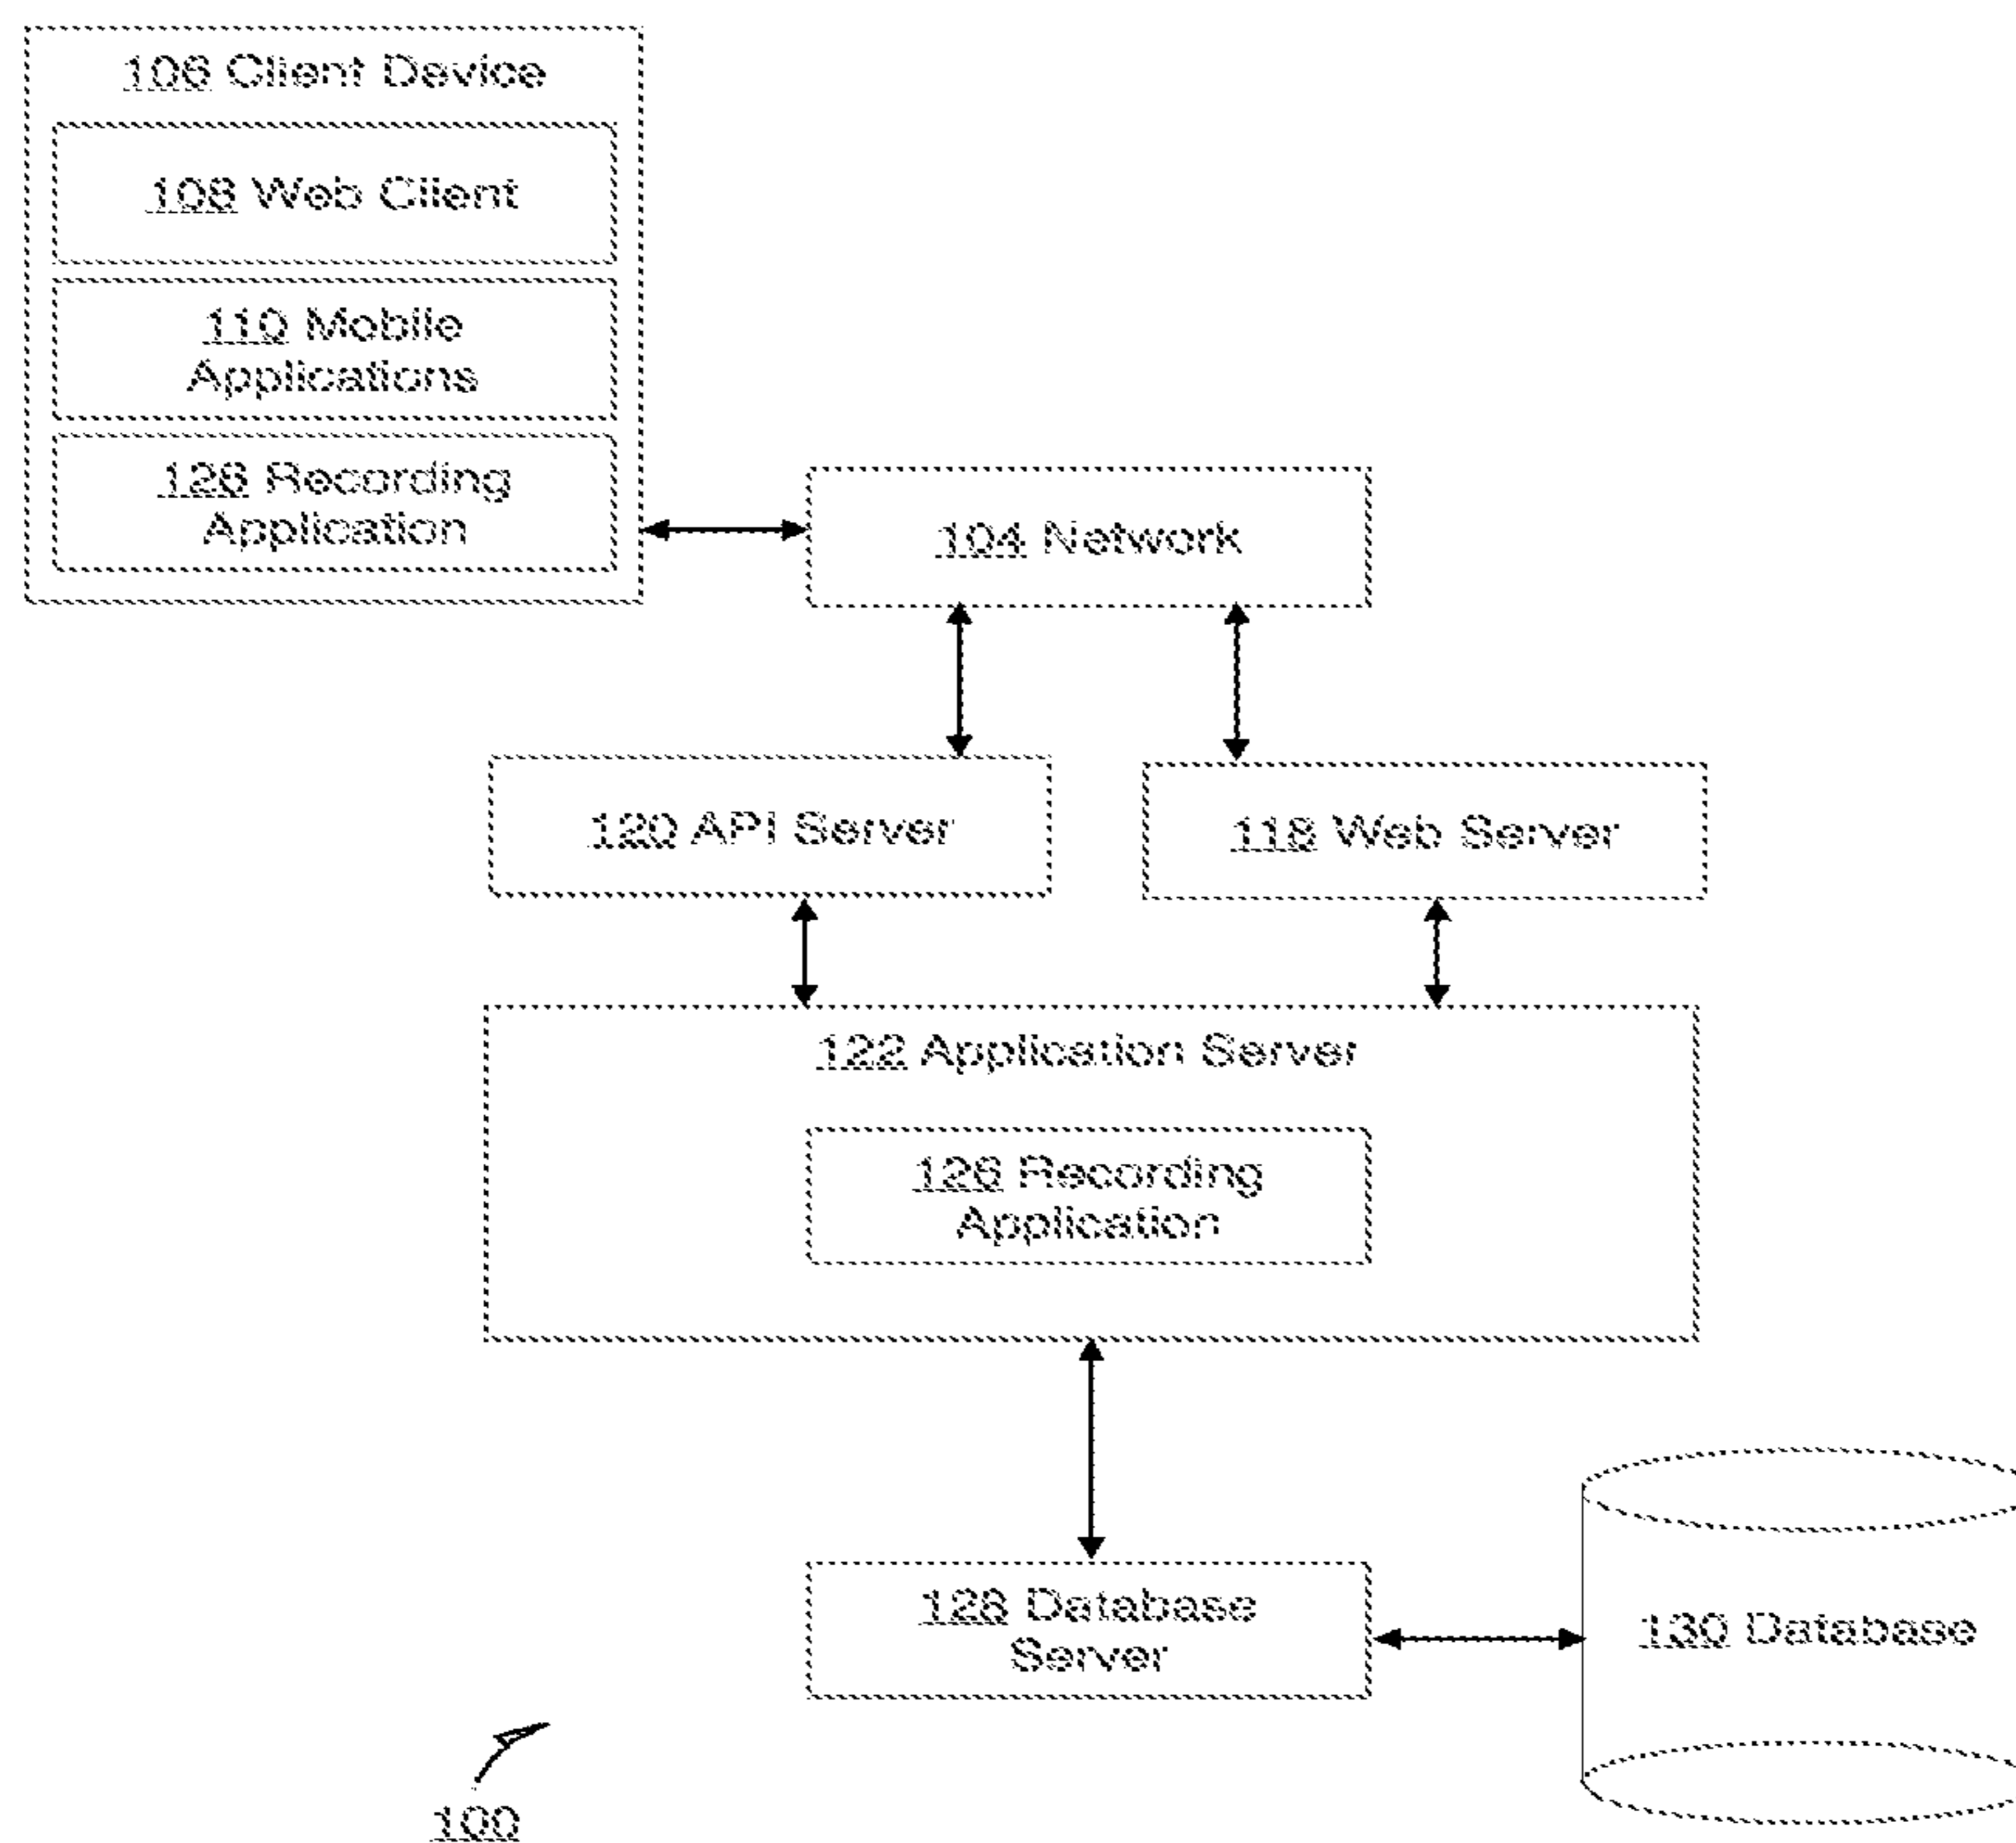 106 Client Device
108 Web Client
110 Mobile
Applications
126 Recording
Application
104 Network
120 API Server
118 Web Server
122 Application Server
126 Recording
Application
128 Database
Server
130 Database
100